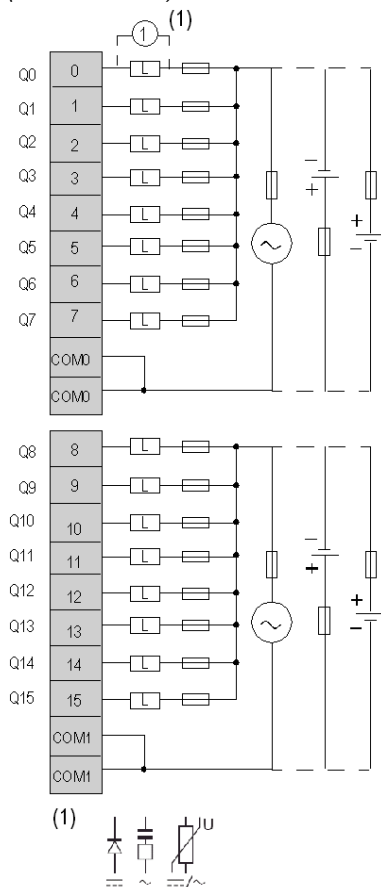 (1)
1
Q0 0 L
Q1 1 L
Q2 2 L
Q3 3 L
Q4 4 L
Q5 5 L
Q6 6 L
Q7 7 L
COM0
COM0
− + ~ + −
Q8 8 L
Q9 9 L
Q10 10 L
Q11 11 L
Q12 12 L
Q13 13 L
Q14 14 L
Q15 15 L
COM1
COM1
− + ~ + −
(1)
U
~ ~